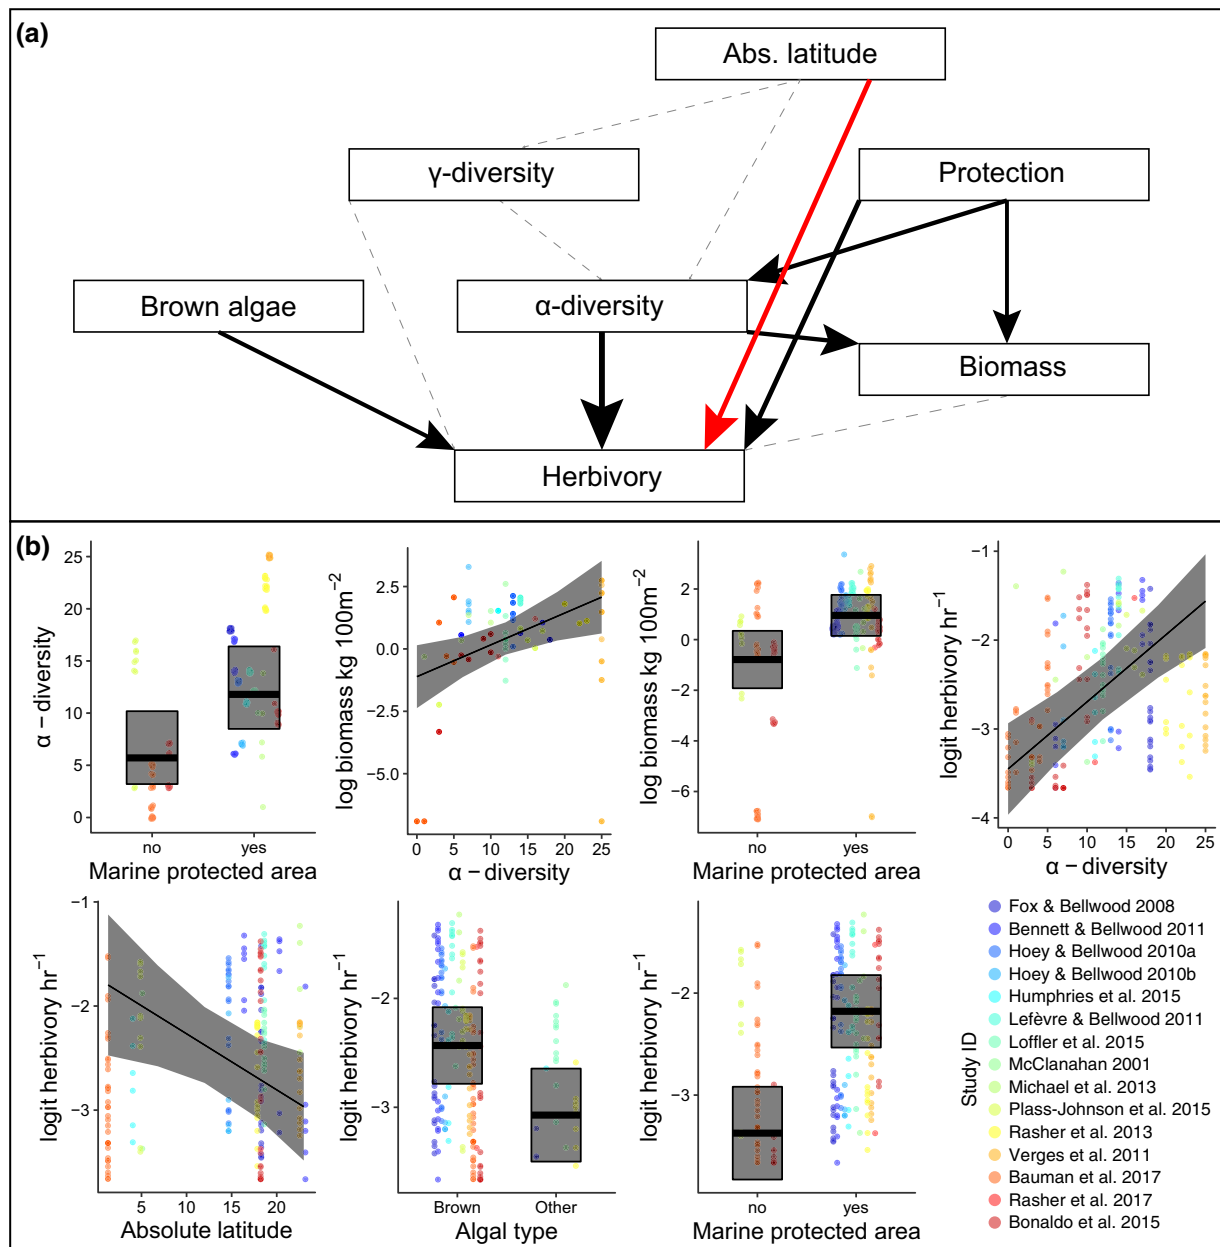 (a)
Abs. latitude
γ-diversity
Protection
Brown algae
α-diversity
Biomass
Herbivory
(b)
α − diversity
25
20
15
10
5
0
no
yes
Marine protected area
log biomass kg 100m−2
2.5
0.0
−2.5
−5.0
0
5
10
15
20
25
α − diversity
log biomass kg 100m−2
2
0
−2
−4
−6
no
yes
Marine protected area
logit herbivory hr−1
−1
−2
−3
−4
0
5
10
15
20
25
α − diversity
logit herbivory hr−1
−1
−2
−3
5
10
15
20
Absolute latitude
logit herbivory hr−1
−2
−3
Brown
Other
Algal type
logit herbivory hr−1
−2
−3
no
yes
Marine protected area
Study ID
Fox & Bellwood 2008
Bennett & Bellwood 2011
Hoey & Bellwood 2010a
Hoey & Bellwood 2010b
Humphries et al. 2015
Lefèvre & Bellwood 2011
Loffler et al. 2015
McClanahan 2001
Michael et al. 2013
Plass-Johnson et al. 2015
Rasher et al. 2013
Verges et al. 2011
Bauman et al. 2017
Rasher et al. 2017
Bonaldo et al. 2015